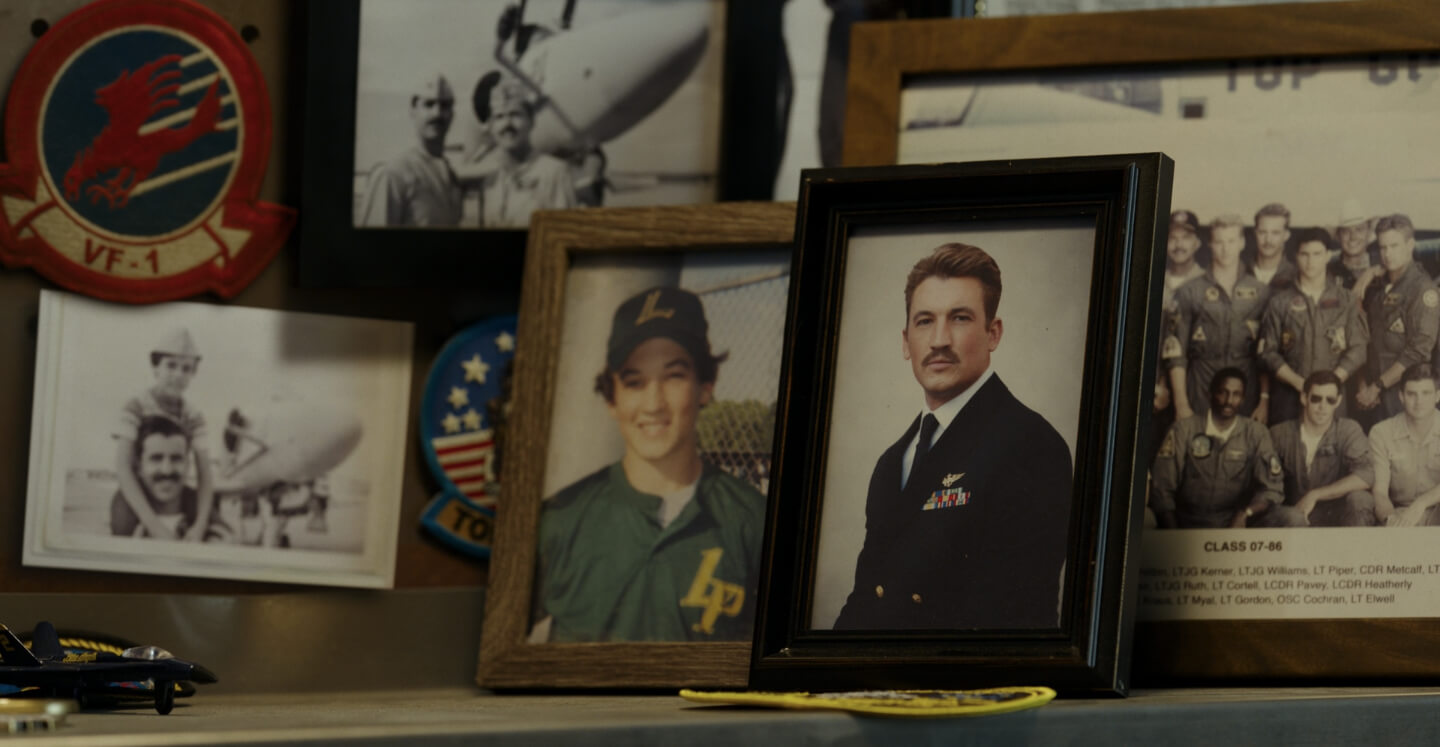 VF-1
TOP GU
L
TO
LP
CLASS 07-86
LTJG Kerner, LTJG Williams, LT Piper, CDR Metcalf, LT
LTJG Ruth, LT Cortell, LCDR Pavey, LCDR Heatherly
LT Myal, LT Gordon, OSC Cochran, LT Elwell